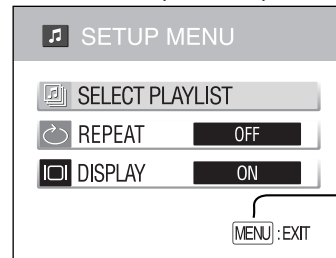 SETUP MENU
SELECT PLAYLIST
REPEAT OFF
DISPLAY ON
MENU : EXIT